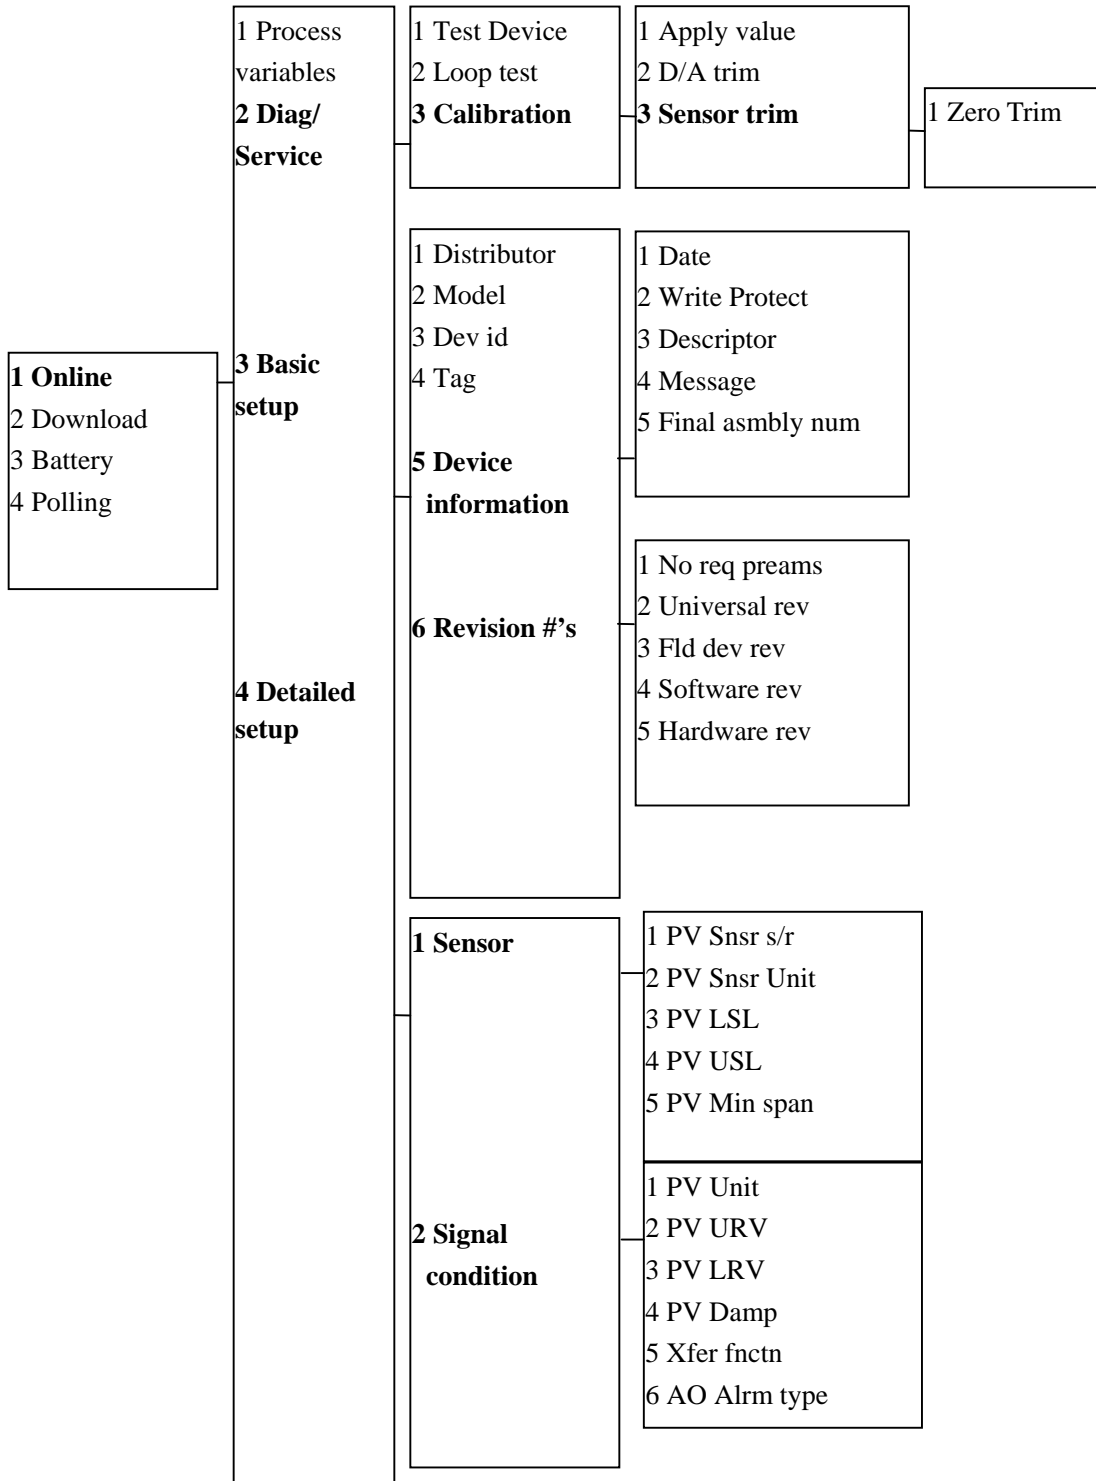 1 Online
2 Download
3 Battery
4 Polling
1 Process
variables
2 Diag/
Service
3 Basic
setup
4 Detailed
setup
1 Test Device
2 Loop test
3 Calibration
1 Apply value
2 D/A trim
3 Sensor trim
1 Zero Trim
1 Distributor
2 Model
3 Dev id
4 Tag
5 Device
information
6 Revision #’s
1 Date
2 Write Protect
3 Descriptor
4 Message
5 Final asmbly num
1 No req preams
2 Universal rev
3 Fld dev rev
4 Software rev
5 Hardware rev
1 Sensor
2 Signal
condition
1 PV Snsr s/r
2 PV Snsr Unit
3 PV LSL
4 PV USL
5 PV Min span
1 PV Unit
2 PV URV
3 PV LRV
4 PV Damp
5 Xfer fnctn
6 AO Alrm type